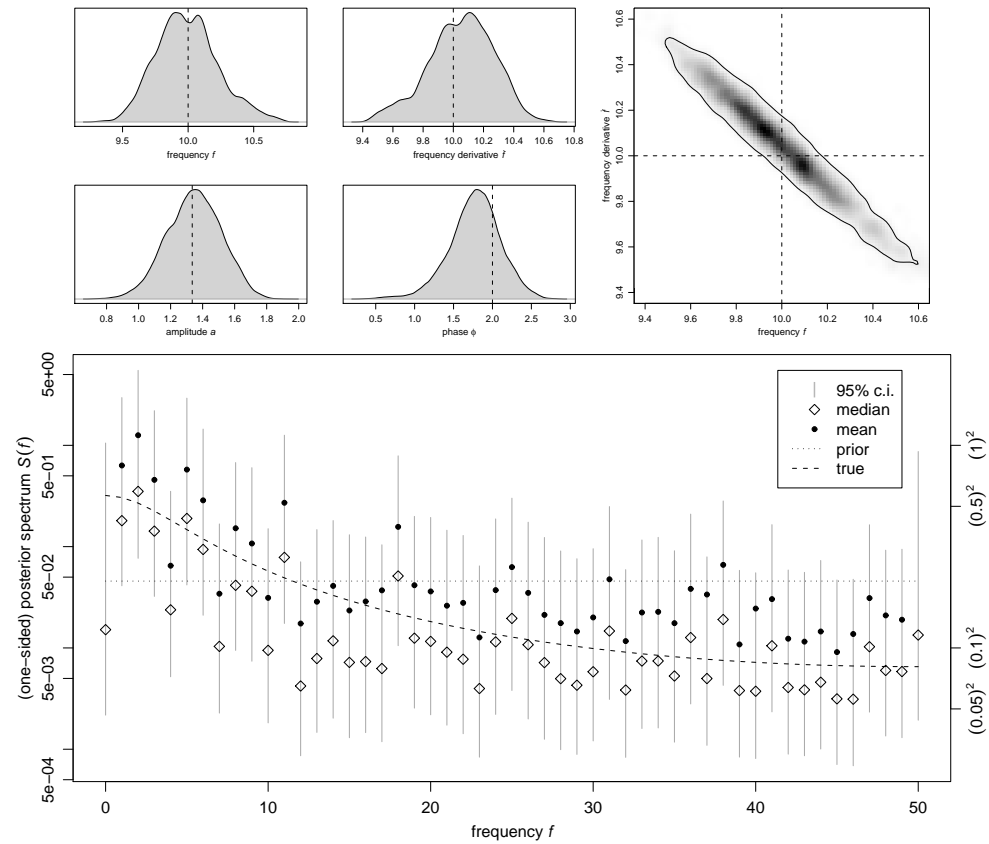 9.5 10.0 10.5
frequency f
9.4 9.6 9.8 10.0 10.2 10.4 10.6 10.8
frequency derivative ḟ
0.8 1.0 1.2 1.4 1.6 1.8 2.0
amplitude a
0.5 1.0 1.5 2.0 2.5 3.0
phase ϕ
9.4 9.6 9.8 10.0 10.2 10.4 10.6
frequency derivative ḟ
9.4 9.6 9.8 10.0 10.2 10.4 10.6
frequency f
5e−04 5e−03 5e−02 5e−01 5e+00
(one−sided) posterior spectrum S(f)
95% c.i.
median
mean
prior
true
(0.05)² (0.1)² (0.5)² (1)²
0 10 20 30 40 50
frequency f